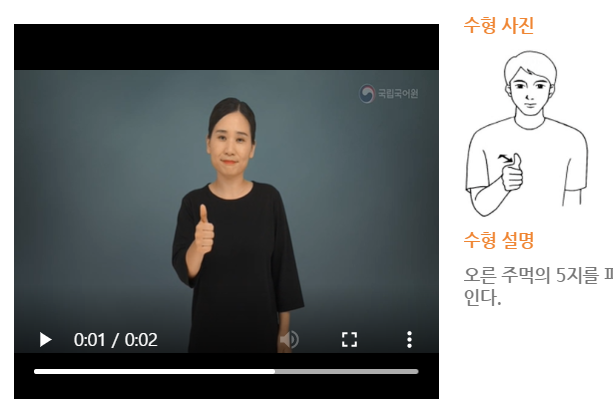 수형 사진
국립국어원
0:01 / 0:02
수형 설명
오른 주먹의 5지를 펴
인다.